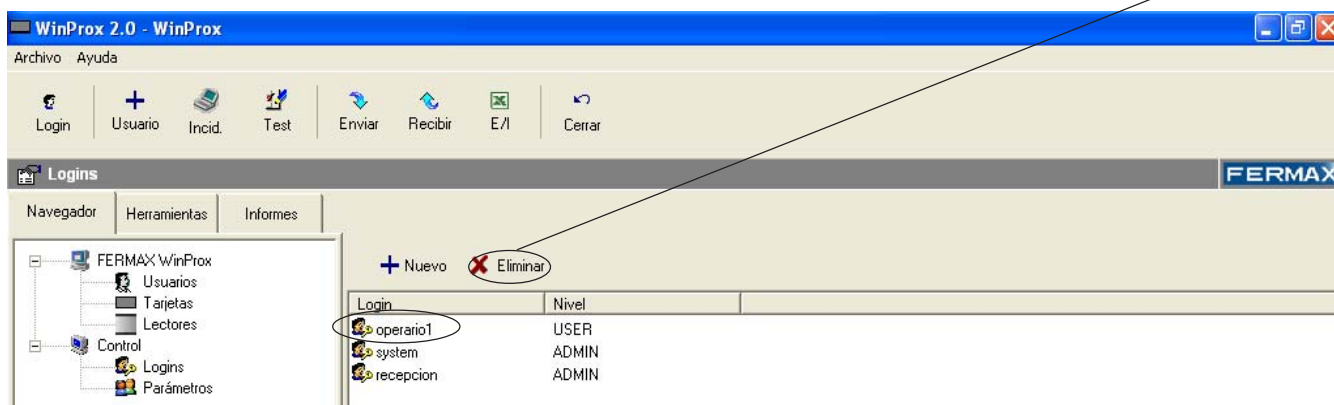 WinProx 2.0 - WinProx
Archivo Ayuda
Login Usuario Incid. Test Enviar Recibir E/I Cerrar
Logins FERMAX
Navegador Herramientas Informes
FERMAX WinProx
Usuarios
Tarjetas
Lectores
Control
Logins
Parámetros
Nuevo Eliminar
Login Nivel
operario1 USER
system ADMIN
recepcion ADMIN